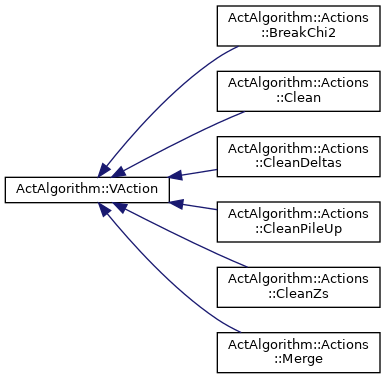 ActAlgorithm::Actions
::BreakChi2
ActAlgorithm::Actions
::Clean
ActAlgorithm::Actions
::CleanDeltas
ActAlgorithm::VAction
ActAlgorithm::Actions
::CleanPileUp
ActAlgorithm::Actions
::CleanZs
ActAlgorithm::Actions
::Merge